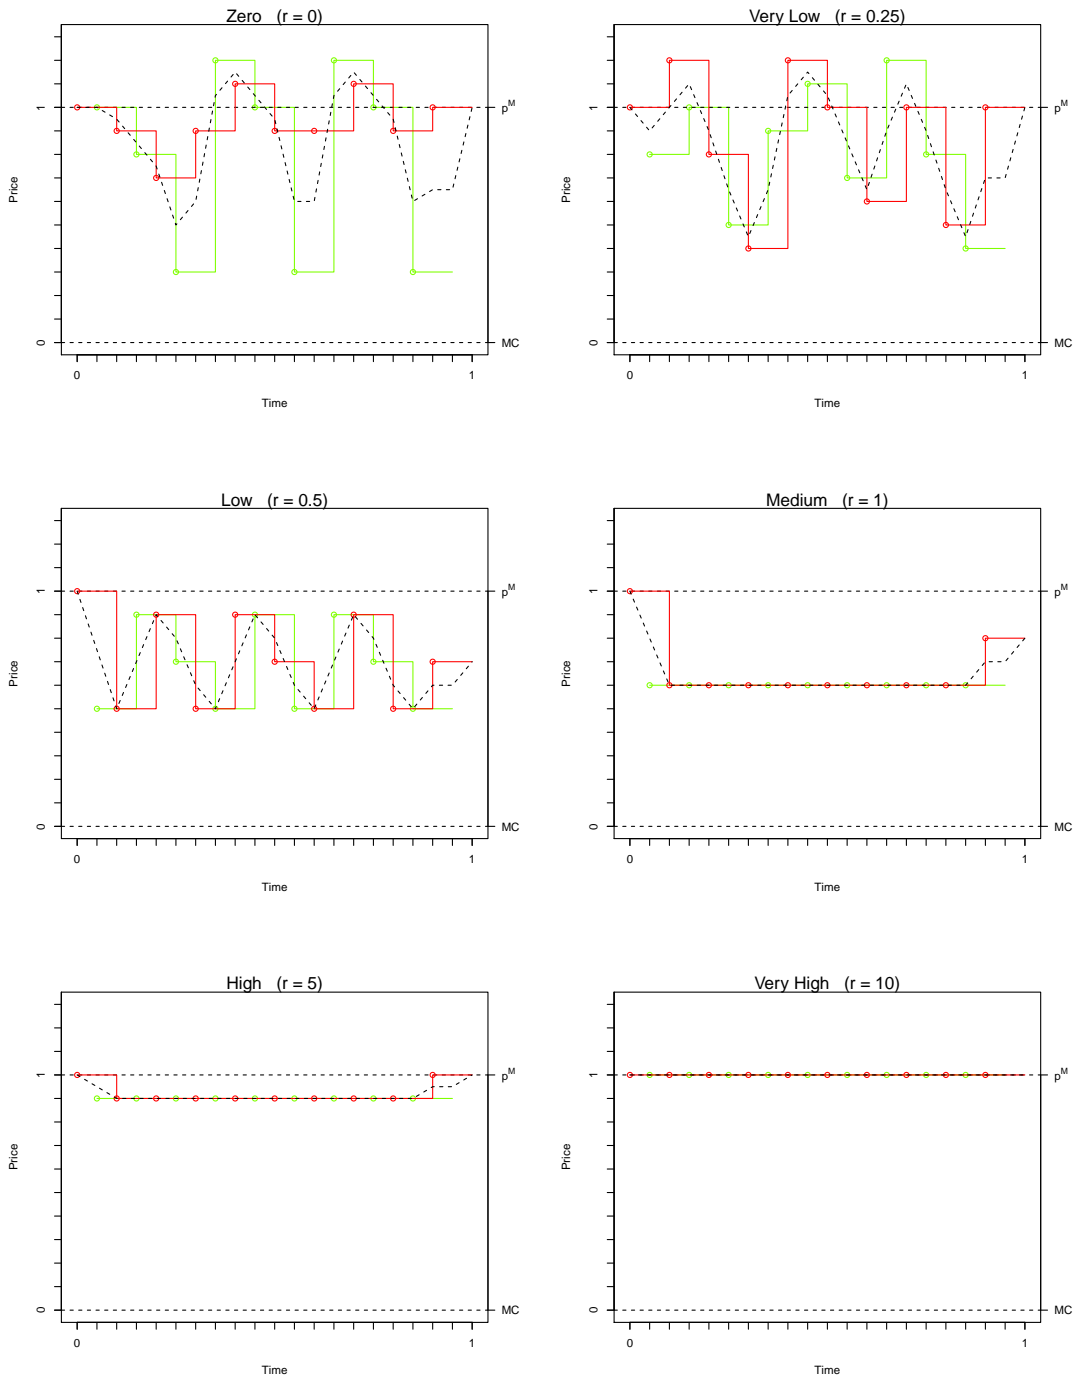 Zero (r = 0)
Price
1
0
p^M
MC
0
1
Time
Very Low (r = 0.25)
Price
1
0
p^M
MC
0
1
Time
Low (r = 0.5)
Price
1
0
p^M
MC
0
1
Time
Medium (r = 1)
Price
1
0
p^M
MC
0
1
Time
High (r = 5)
Price
1
0
p^M
MC
0
1
Time
Very High (r = 10)
Price
1
0
p^M
MC
0
1
Time